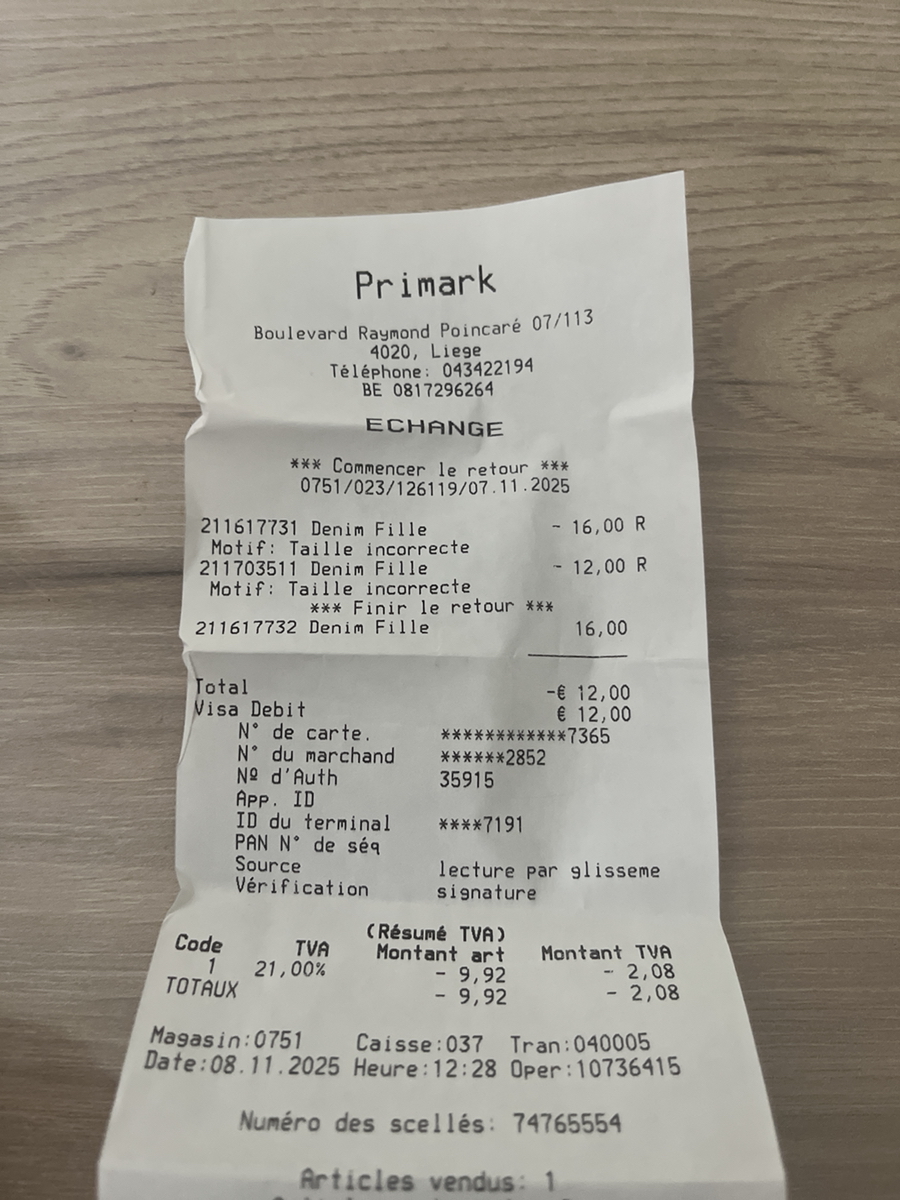 Primark
Boulevard Raymond Poincaré 07/113
4020, Liege
Téléphone: 043422194
BE 0817296264
ECHANGE
*** Commencer le retour ***
0751/023/126119/07.11.2025
211617731 Denim Fille - 16,00 R
Motif: Taille incorrecte
211703511 Denim Fille - 12,00 R
Motif: Taille incorrecte
*** Finir le retour ***
211617732 Denim Fille 16,00
Total -€ 12,00
Visa Debit € 12,00
N° de carte. ************7365
N° du marchand ******2852
Nº d'Auth 35915
App. ID
ID du terminal ****7191
PAN N° de séq
Source lecture par glisseme
Vérification signature
(Résumé TVA)
Code TVA Montant art Montant TVA
1 21,00% - 9,92 - 2,08
TOTAUX - 9,92 - 2,08
Magasin:0751 Caisse:037 Tran:040005
Date:08.11.2025 Heure:12:28 Oper:10736415
Numéro des scellés: 74765554
Articles vendus: 1